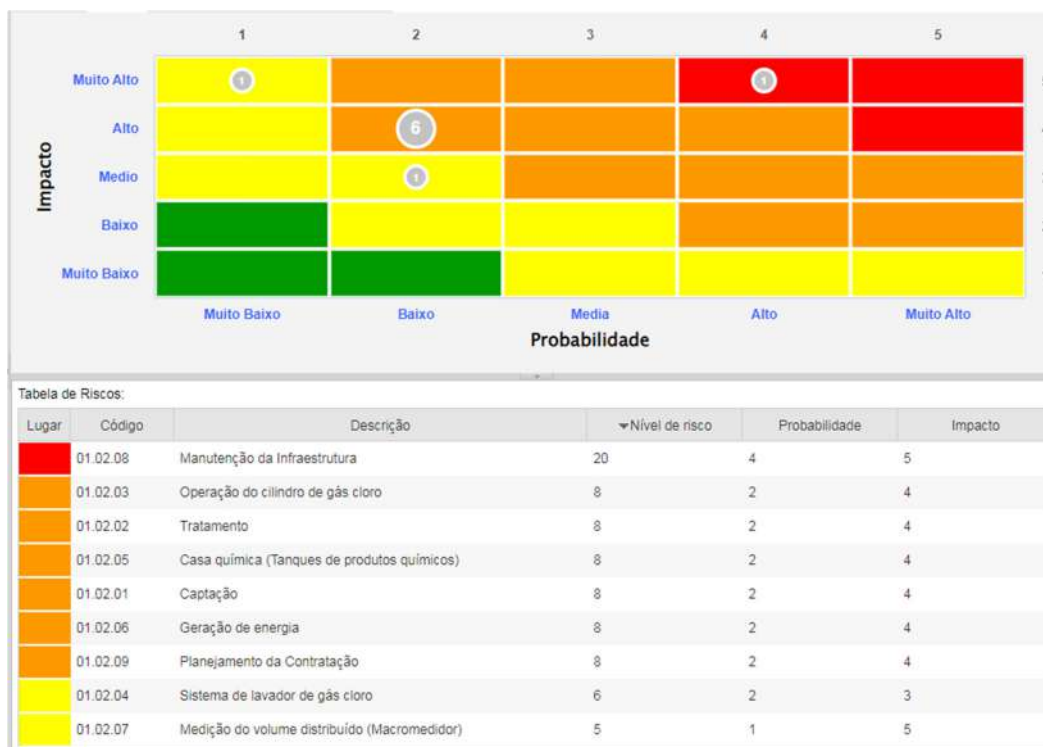 1 2 3 4 5
Muito Alto 1 1
Alto 6
Medio 1
Baixo
Muito Baixo
Impacto
Muito Baixo Baixo Media Alto Muito Alto
Probabilidade
Tabela de Riscos:
Lugar Código Descrição Nível de risco Probabilidade Impacto
01.02.08 Manutenção da Infraestrutura 20 4 5
01.02.03 Operação do cilindro de gás cloro 8 2 4
01.02.02 Tratamento 8 2 4
01.02.05 Casa química (Tanques de produtos químicos) 8 2 4
01.02.01 Captação 8 2 4
01.02.06 Geração de energia 8 2 4
01.02.09 Planejamento da Contratação 8 2 4
01.02.04 Sistema de lavador de gás cloro 6 2 3
01.02.07 Medição do volume distribuído (Macromedidor) 5 1 5